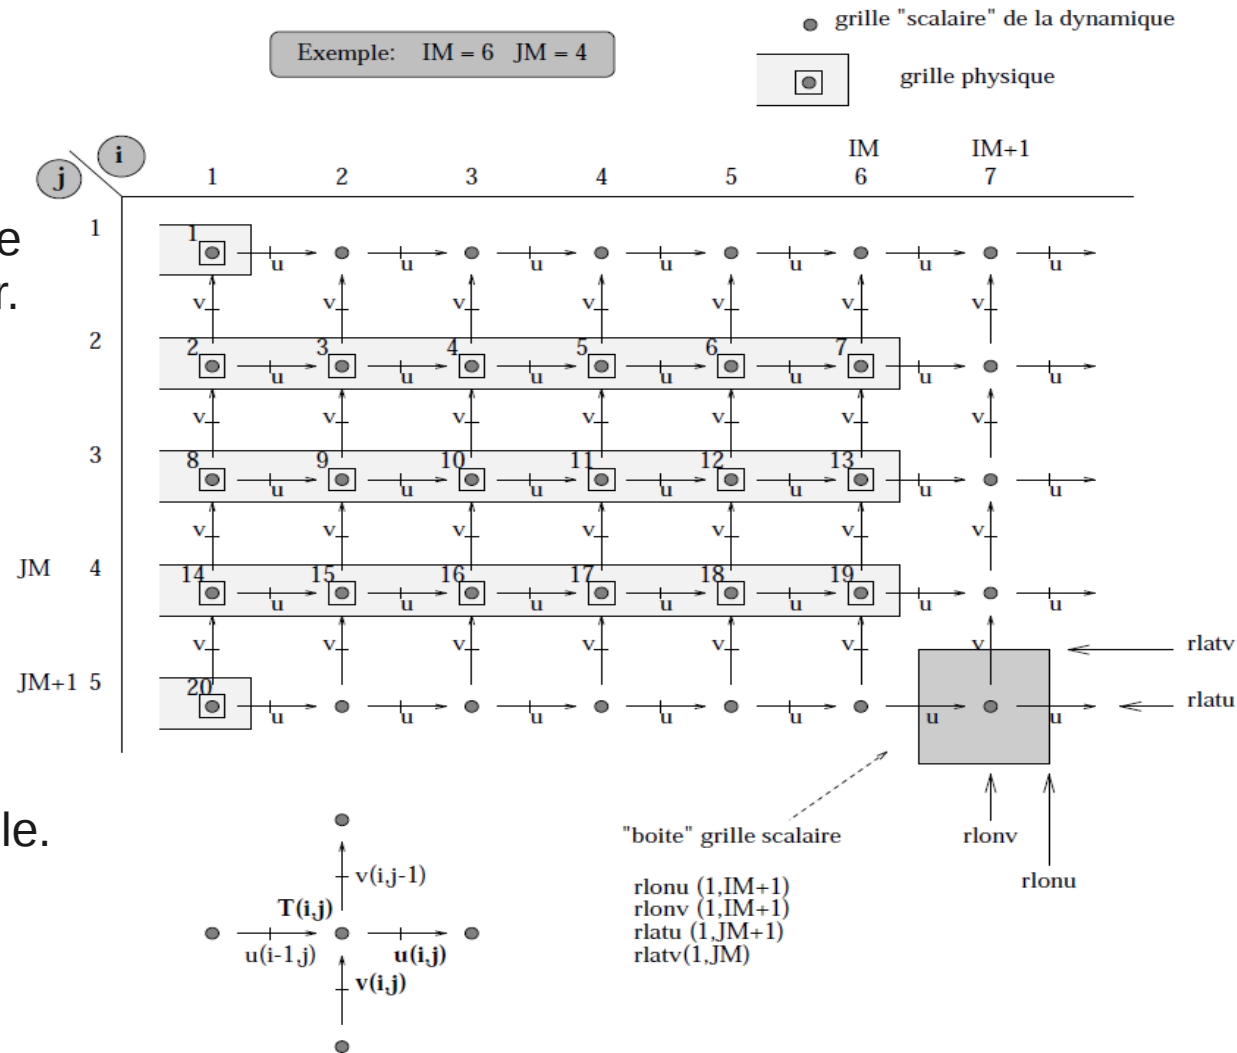 grille "scalaire" de la dynamique
Exemple: IM = 6 JM = 4
grille physique
i
j
IM IM+1
1 2 3 4 5 6 7
e
r.
1
1
u u u u u u u
v v v v v v
2
2 3 4 5 6 7
u u u u u u u
v v v v v v
3
8 9 10 11 12 13
u u u u u u u
v v v v v v
JM 4
14 15 16 17 18 19
u u u u u u u
v v v v v v v
rlatv
JM+1 5
20
rlatu
u u u u u u u
le.
"boite" grille scalaire
rlonv
rlonu
v(i,j-1)
T(i,j)
u(i-1,j) u(i,j)
v(i,j)
rlonu (1,IM+1)
rlonv (1,IM+1)
rlatu (1,JM+1)
rlatv(1,JM)